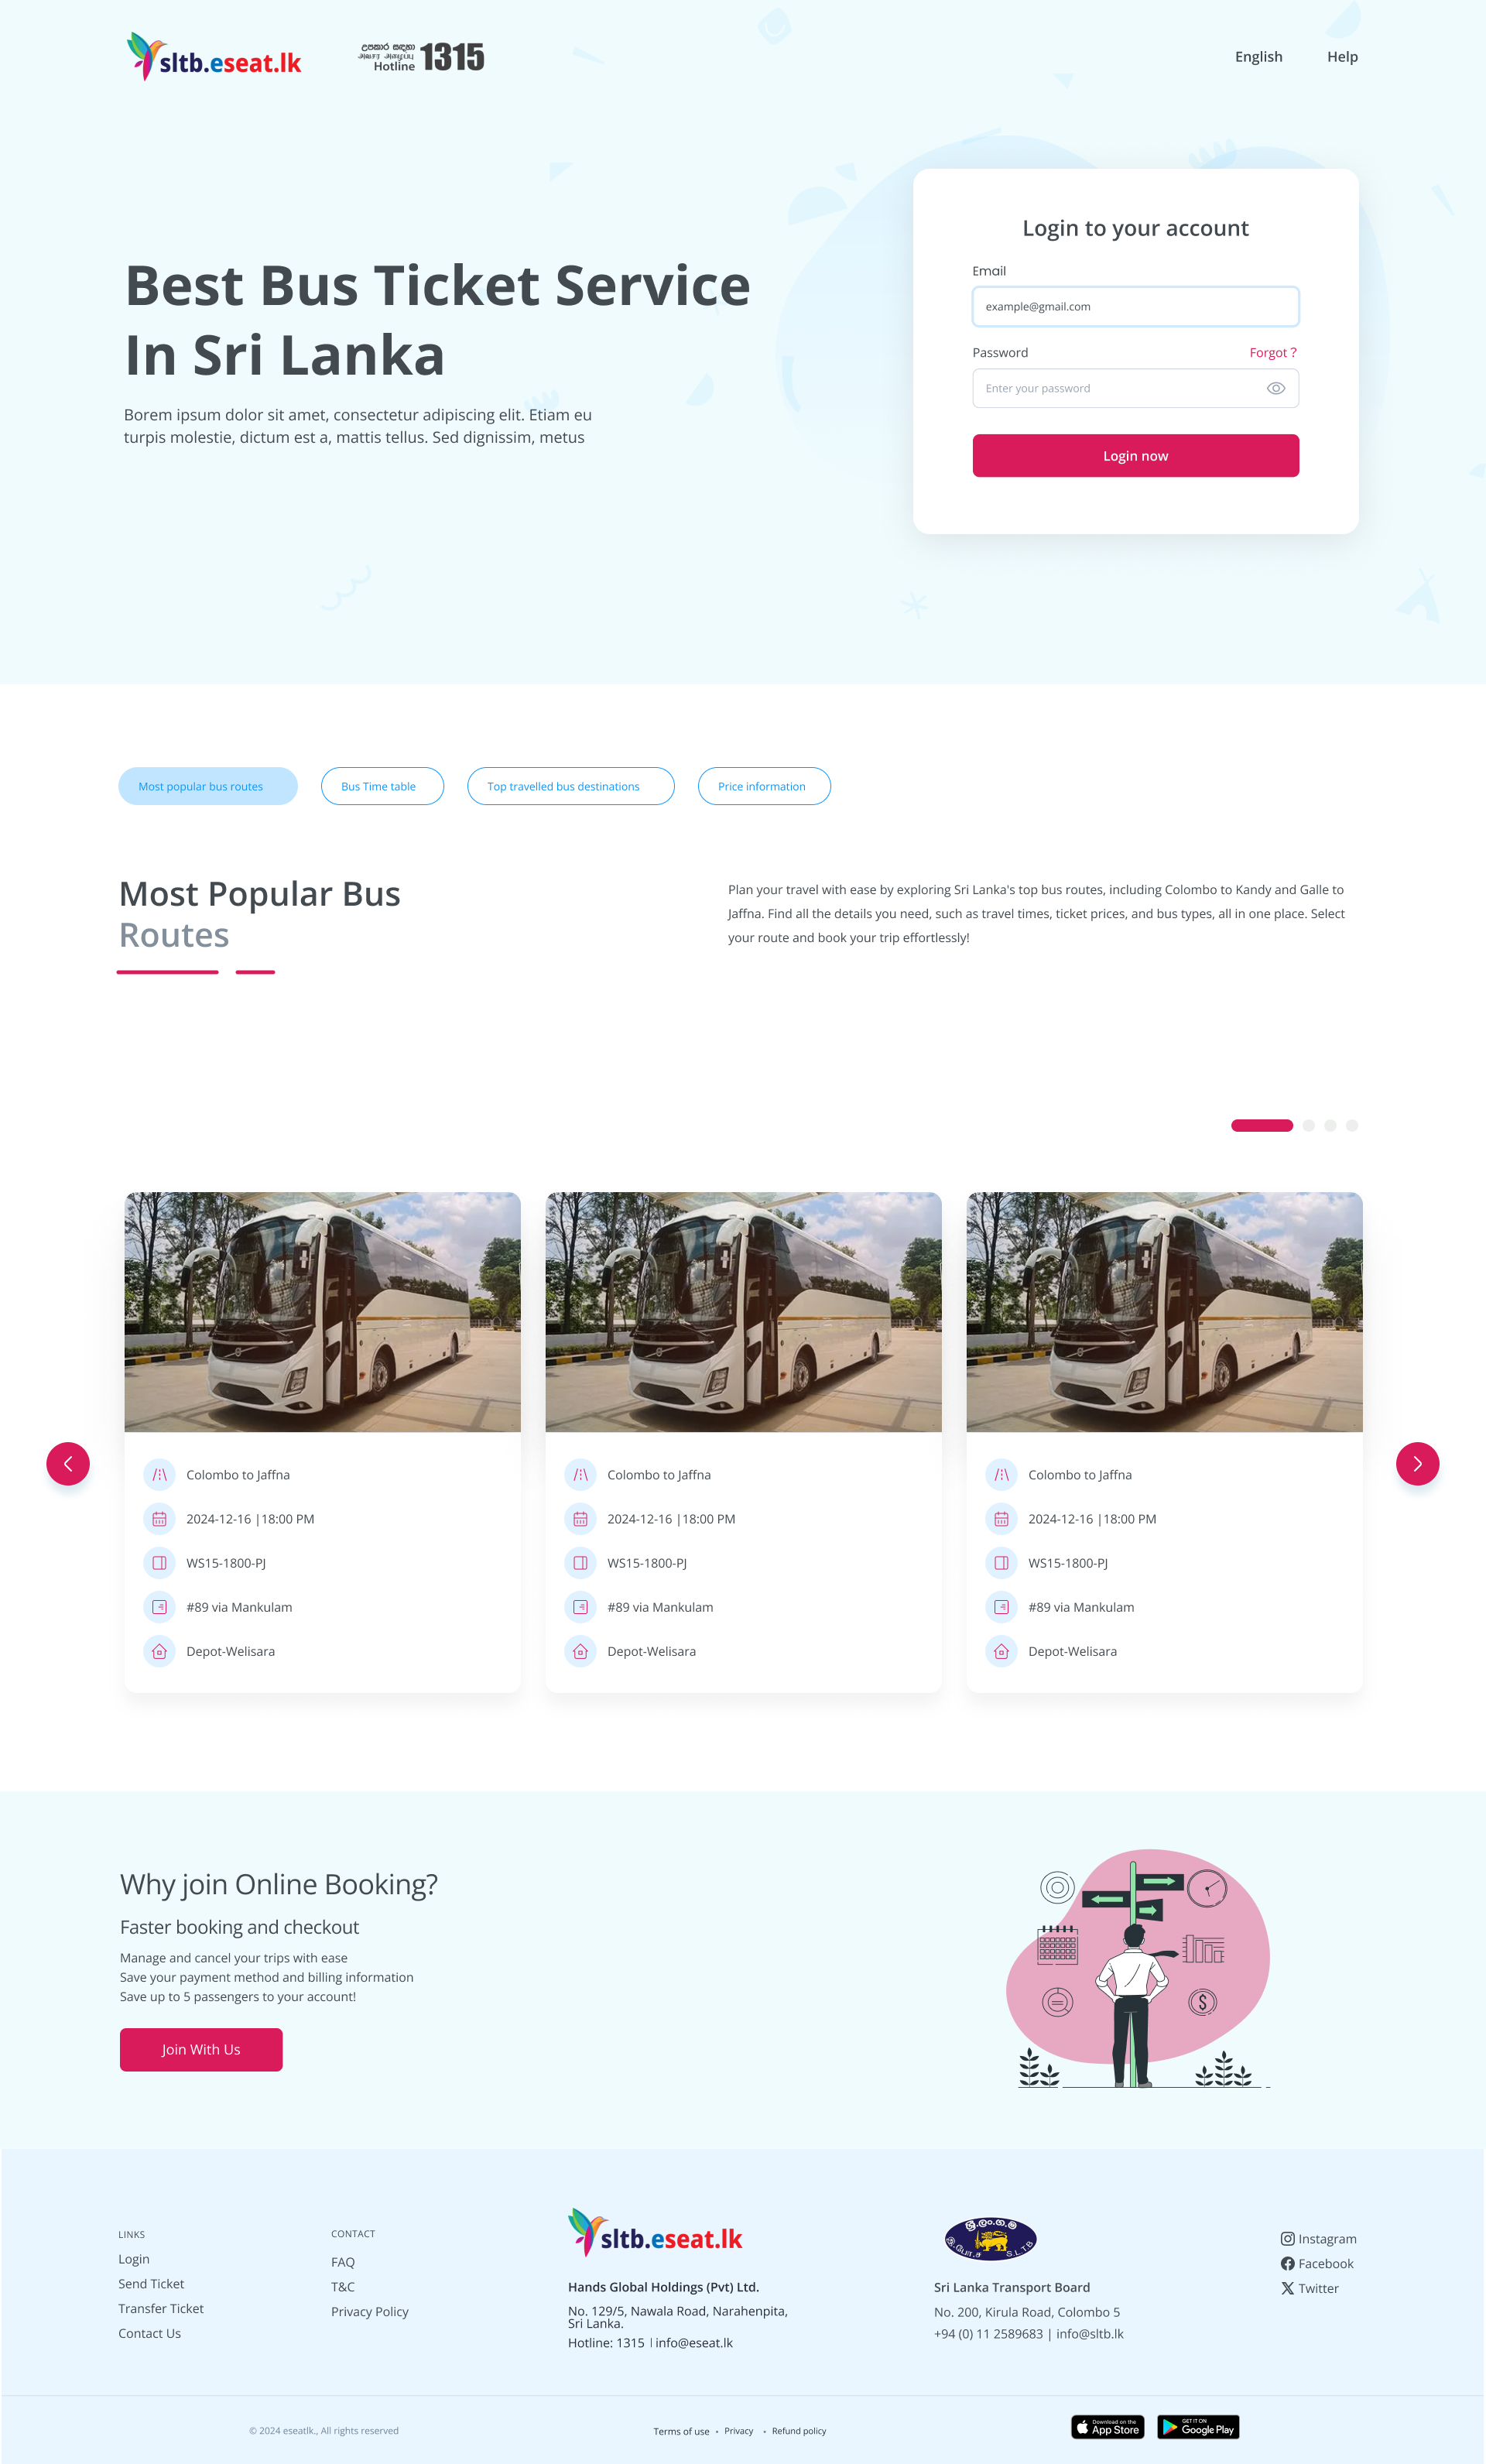 sltb.eseat.lk
උපකාර සඳහා
அவசர அழைப்பு
Hotline
1315
English
Help
Best Bus Ticket Service
In Sri Lanka
Borem ipsum dolor sit amet, consectetur adipiscing elit. Etiam eu
turpis molestie, dictum est a, mattis tellus. Sed dignissim, metus
Login to your account
Email
example@gmail.com
Password
Forgot ?
Enter your password
Login now
Most popular bus routes
Bus Time table
Top travelled bus destinations
Price information
Most Popular Bus
Routes
Plan your travel with ease by exploring Sri Lanka's top bus routes, including Colombo to Kandy and Galle to
Jaffna. Find all the details you need, such as travel times, ticket prices, and bus types, all in one place. Select
your route and book your trip effortlessly!
Colombo to Jaffna
2024-12-16 |18:00 PM
WS15-1800-PJ
#89 via Mankulam
Depot-Welisara
Colombo to Jaffna
2024-12-16 |18:00 PM
WS15-1800-PJ
#89 via Mankulam
Depot-Welisara
Colombo to Jaffna
2024-12-16 |18:00 PM
WS15-1800-PJ
#89 via Mankulam
Depot-Welisara
Why join Online Booking?
Faster booking and checkout
Manage and cancel your trips with ease
Save your payment method and billing information
Save up to 5 passengers to your account!
Join With Us
$
LINKS
Login
Send Ticket
Transfer Ticket
Contact Us
CONTACT
FAQ
T&C
Privacy Policy
sltb.eseat.lk
Hands Global Holdings (Pvt) Ltd.
No. 129/5, Nawala Road, Narahenpita,
Sri Lanka.
Hotline: 1315 | info@eseat.lk
ශ්‍රී.ලං.ග.ම
இ.போ.ச
S.L.T.B
Sri Lanka Transport Board
No. 200, Kirula Road, Colombo 5
+94 (0) 11 2589683 | info@sltb.lk
Instagram
Facebook
Twitter
© 2024 eseatlk., All rights reserved
Terms of use • Privacy • Refund policy
Download on the
App Store
GET IT ON
Google Play